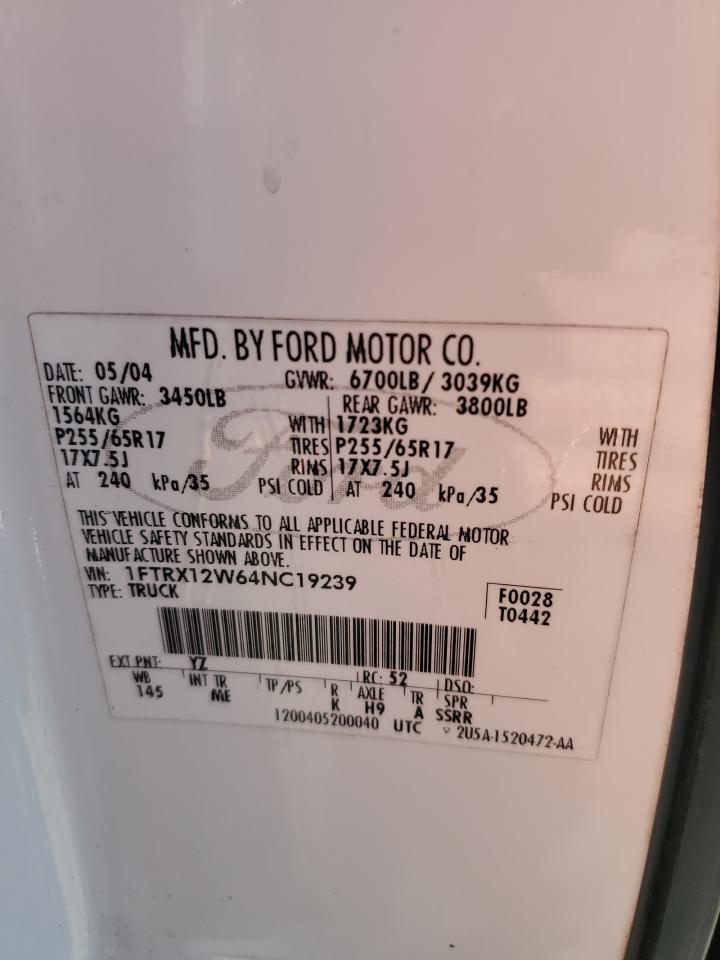 MFD. BY FORD MOTOR CO.
DATE: 05/04 GVWR: 6700LB/ 3039KG
FRONT GAWR: 3450LB REAR GAWR: 3800LB
1564KG WITH 1723KG WITH
P255/65R17 TIRES P255/65R17 TIRES
17X7.5J RIMS 17X7.5J RIMS
AT 240 kPa/35 PSI COLD AT 240 kPa/35 PSI COLD
Ford
THIS VEHICLE CONFORMS TO ALL APPLICABLE FEDERAL MOTOR
VEHICLE SAFETY STANDARDS IN EFFECT ON THE DATE OF
MANUFACTURE SHOWN ABOVE.
VIN: 1FTRX12W64NC19239
TYPE: TRUCK
F0028
T0442
EXT PNT: YZ RC: 52 DSO:
WB INT TR TP/PS R AXLE TR SPR
145 ME K H9 A SSRR
1200405200040 UTC ▽ 2U5A-1520472-AA